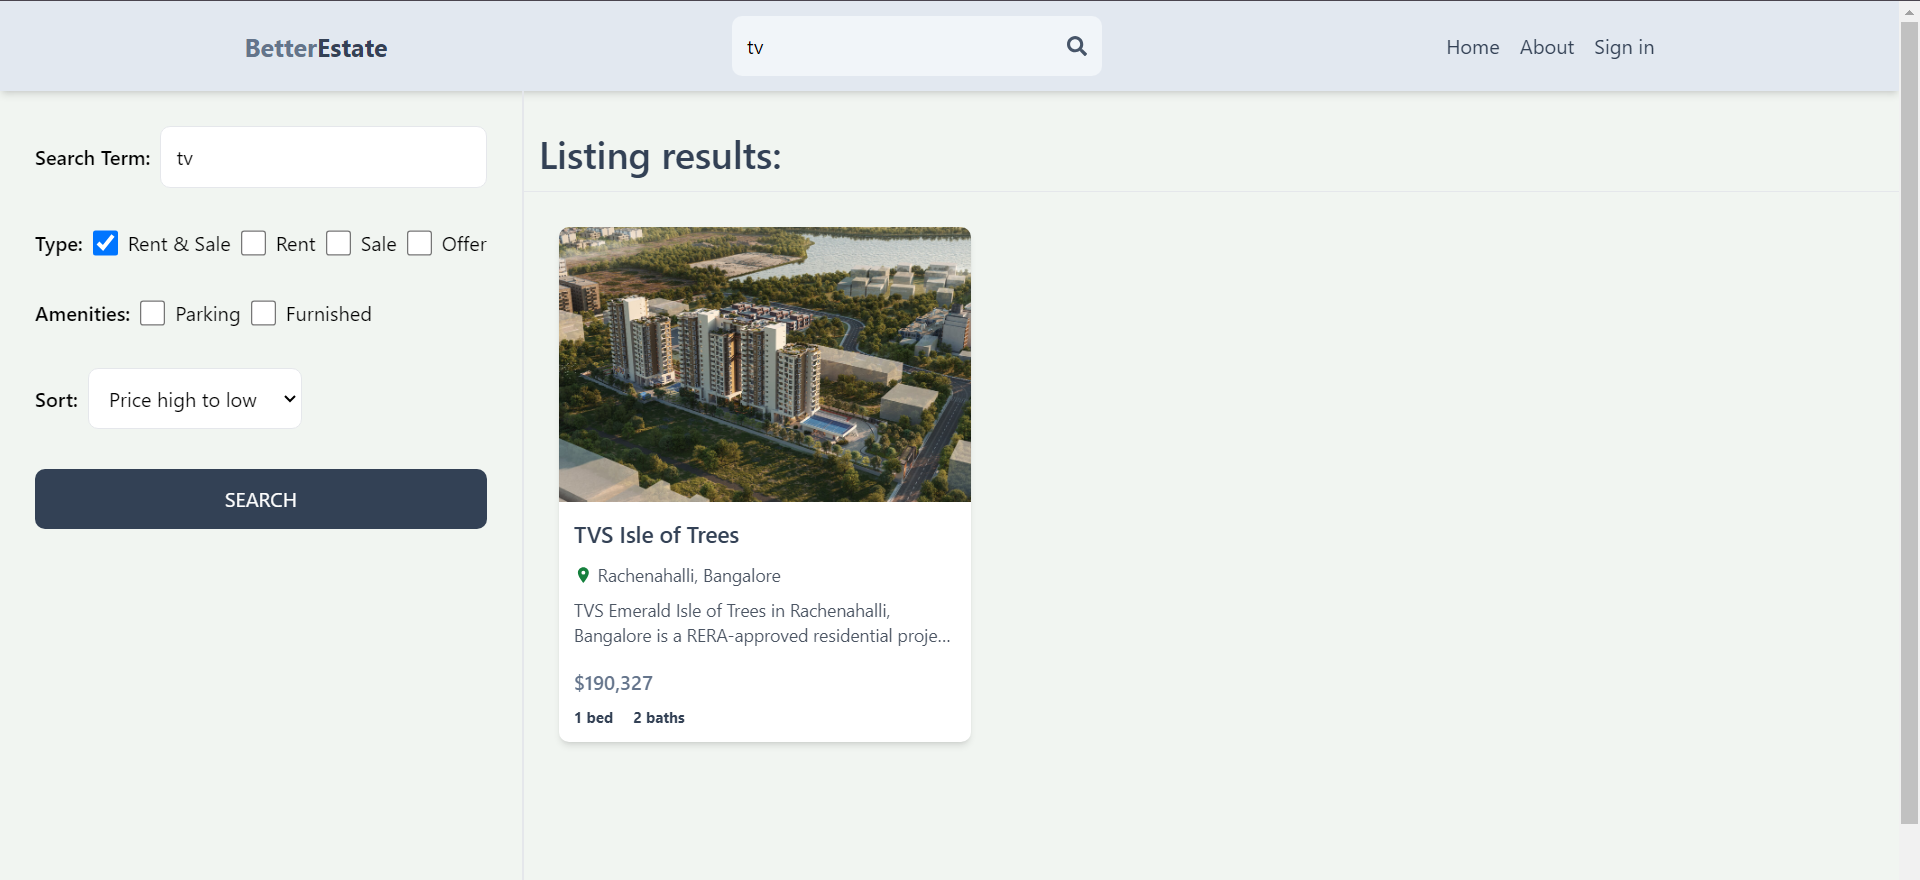 BetterEstate
tv
Home About Sign in
Search Term: tv
Type: Rent & Sale Rent Sale Offer
Amenities: Parking Furnished
Sort: Price high to low
SEARCH
Listing results:
TVS Isle of Trees
Rachenahalli, Bangalore
TVS Emerald Isle of Trees in Rachenahalli,
Bangalore is a RERA-approved residential proje...
$190,327
1 bed 2 baths